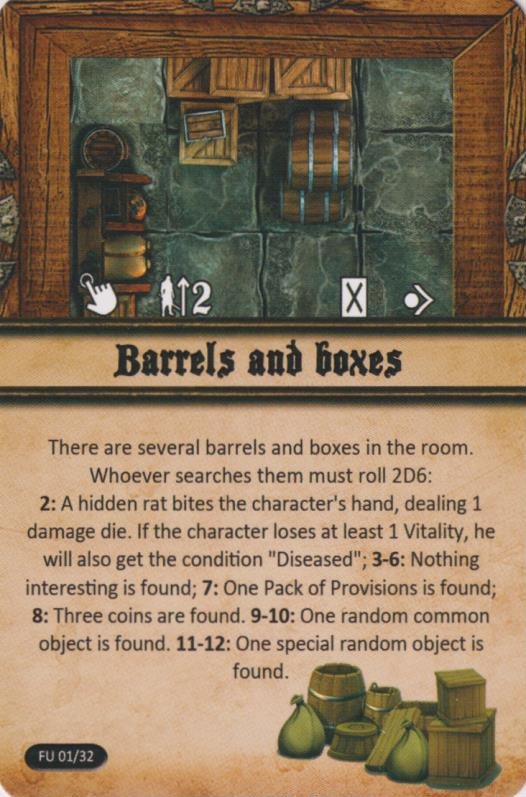 2
X
Barrels and boxes
There are several barrels and boxes in the room.
Whoever searches them must roll 2D6:
2: A hidden rat bites the character's hand, dealing 1
damage die. If the character loses at least 1 Vitality, he
will also get the condition "Diseased"; 3-6: Nothing
interesting is found; 7: One Pack of Provisions is found;
8: Three coins are found. 9-10: One random common
object is found. 11-12: One special random object is
found.
FU 01/32